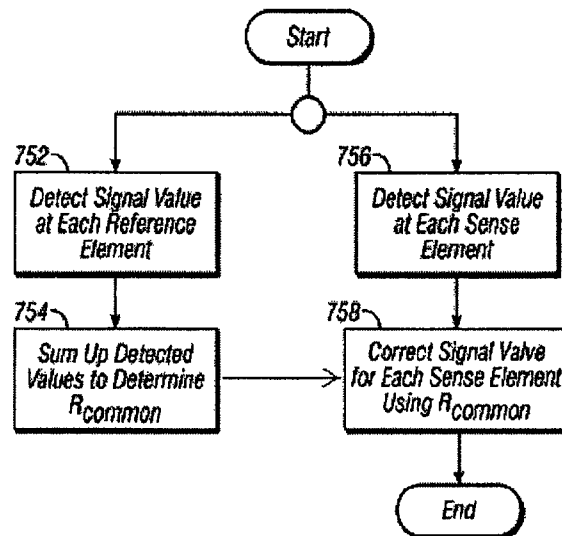 Start
752
Detect Signal Value
at Each Reference
Element
756
Detect Signal Value
at Each Sense
Element
754
Sum Up Detected
Values to Determine
Rcommon
758
Correct Signal Valve
for Each Sense Element
Using Rcommon
End